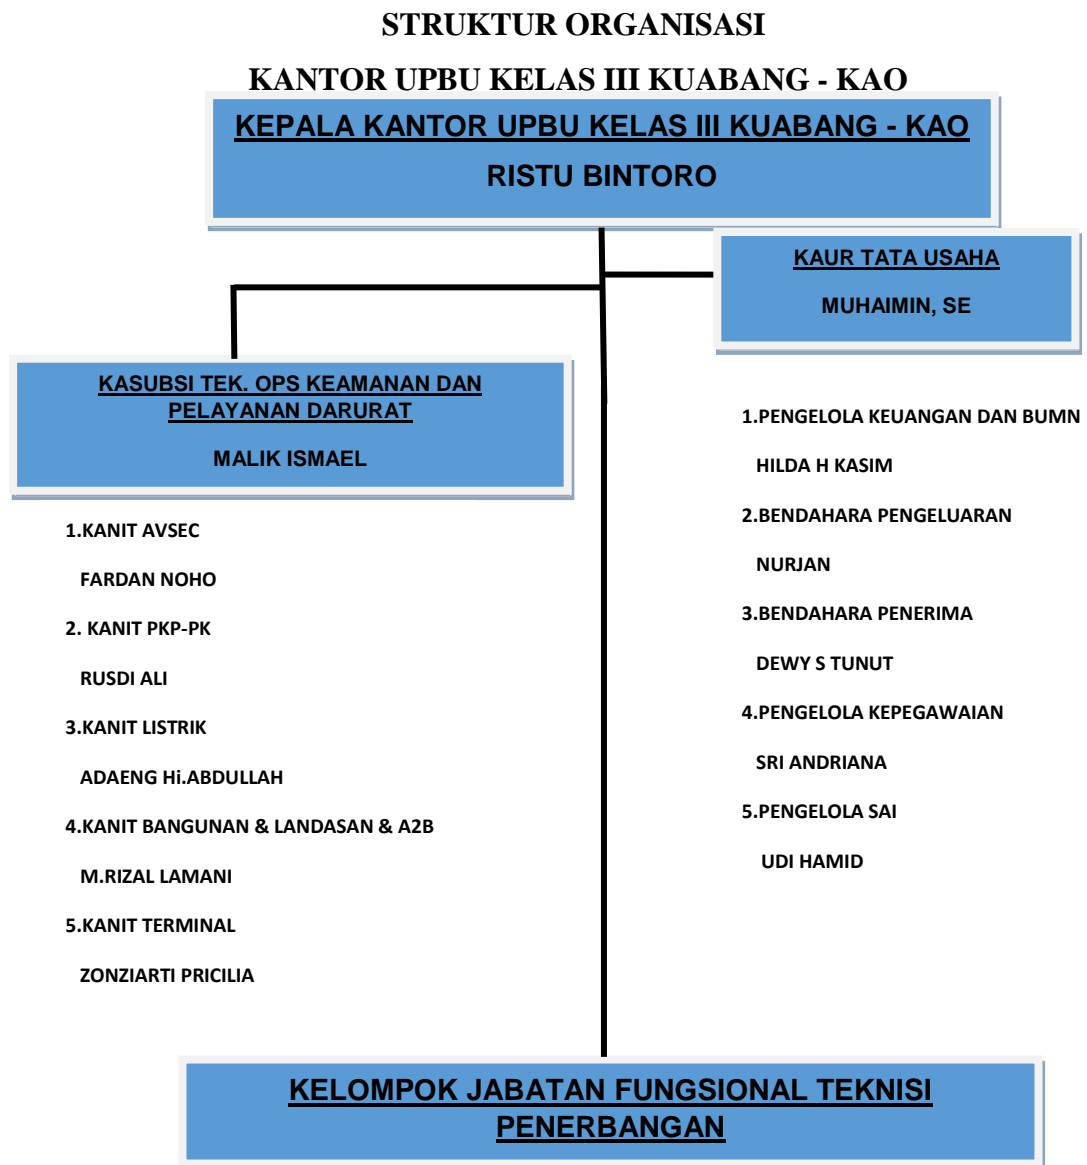 STRUKTUR ORGANISASI
KANTOR UPBU KELAS III KUABANG - KAO
KEPALA KANTOR UPBU KELAS III KUABANG - KAO
RISTU BINTORO
KAUR TATA USAHA
MUHAIMIN, SE
KASUBSI TEK. OPS KEAMANAN DAN
PELAYANAN DARURAT
MALIK ISMAEL
1.KANIT AVSEC
FARDAN NOHO
2. KANIT PKP-PK
RUSDI ALI
3.KANIT LISTRIK
ADAENG Hi.ABDULLAH
4.KANIT BANGUNAN & LANDASAN & A2B
M.RIZAL LAMANI
5.KANIT TERMINAL
ZONZIARTI PRICILIA
1.PENGELOLA KEUANGAN DAN BUMN
HILDA H KASIM
2.BENDAHARA PENGELUARAN
NURJAN
3.BENDAHARA PENERIMA
DEWY S TUNUT
4.PENGELOLA KEPEGAWAIAN
SRI ANDRIANA
5.PENGELOLA SAI
UDI HAMID
KELOMPOK JABATAN FUNGSIONAL TEKNISI
PENERBANGAN